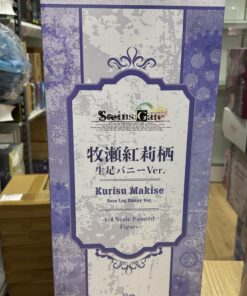 Steins;Gate
牧瀬紅莉栖
生足バニーVer.
Kurisu Makise
Bare Leg Bunny Ver.
1/4 Scale Painted
Figure